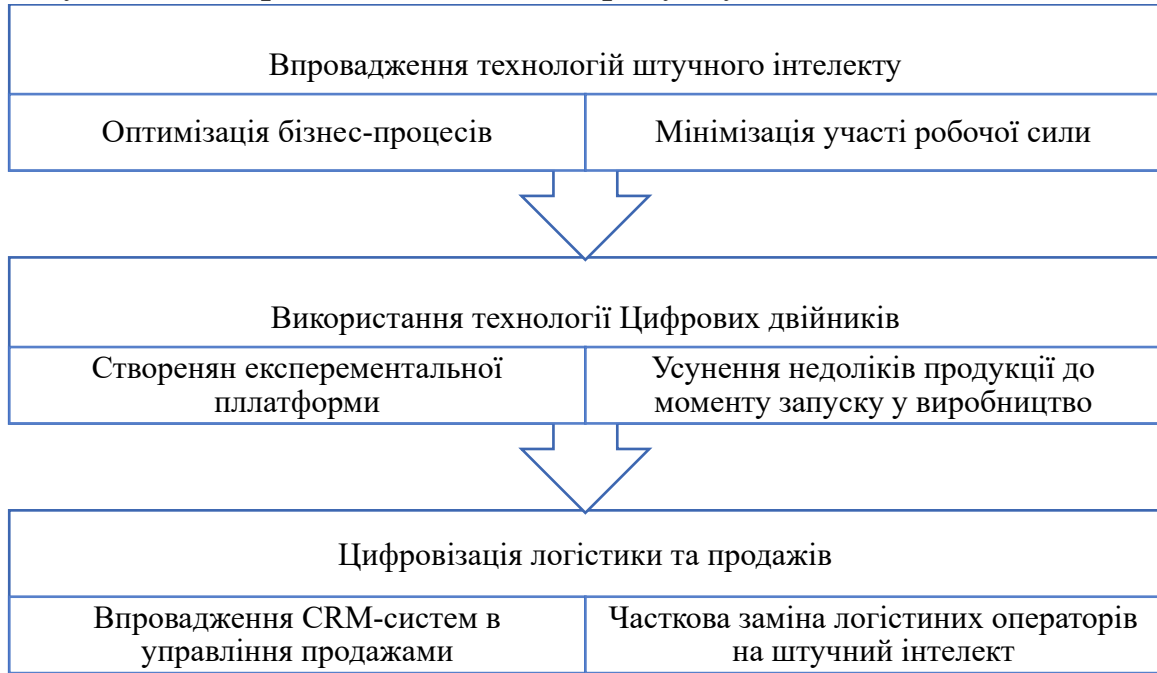 Впровадження технологій штучного інтелекту
Оптимізація бізнес-процесів
Мінімізація участі робочої сили
Використання технології Цифрових двійників
Створенян експерементальної
пллатформи
Усунення недоліків продукції до
моменту запуску у виробництво
Цифровізація логістики та продажів
Впровадження CRM-систем в
управління продажами
Часткова заміна логістиних операторів
на штучний інтелект